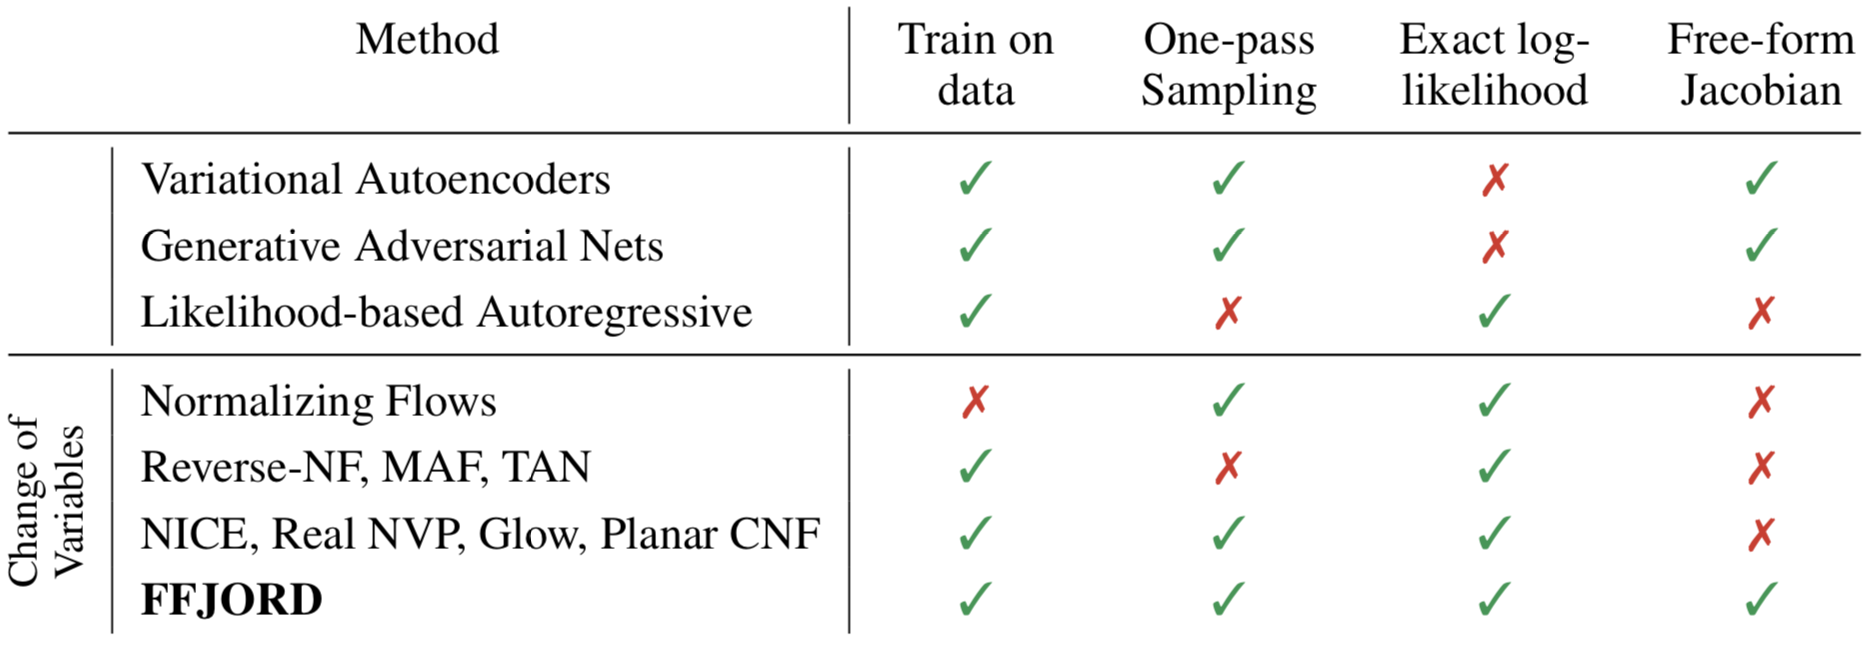 Method Train on One-pass Exact log- Free-form
data Sampling likelihood Jacobian
Variational Autoencoders ✓ ✓ ✗ ✓
Generative Adversarial Nets ✓ ✓ ✗ ✓
Likelihood-based Autoregressive ✓ ✗ ✓ ✗
Change of
Variables
Normalizing Flows ✗ ✓ ✓ ✗
Reverse-NF, MAF, TAN ✓ ✗ ✓ ✗
NICE, Real NVP, Glow, Planar CNF ✓ ✓ ✓ ✗
FFJORD ✓ ✓ ✓ ✓